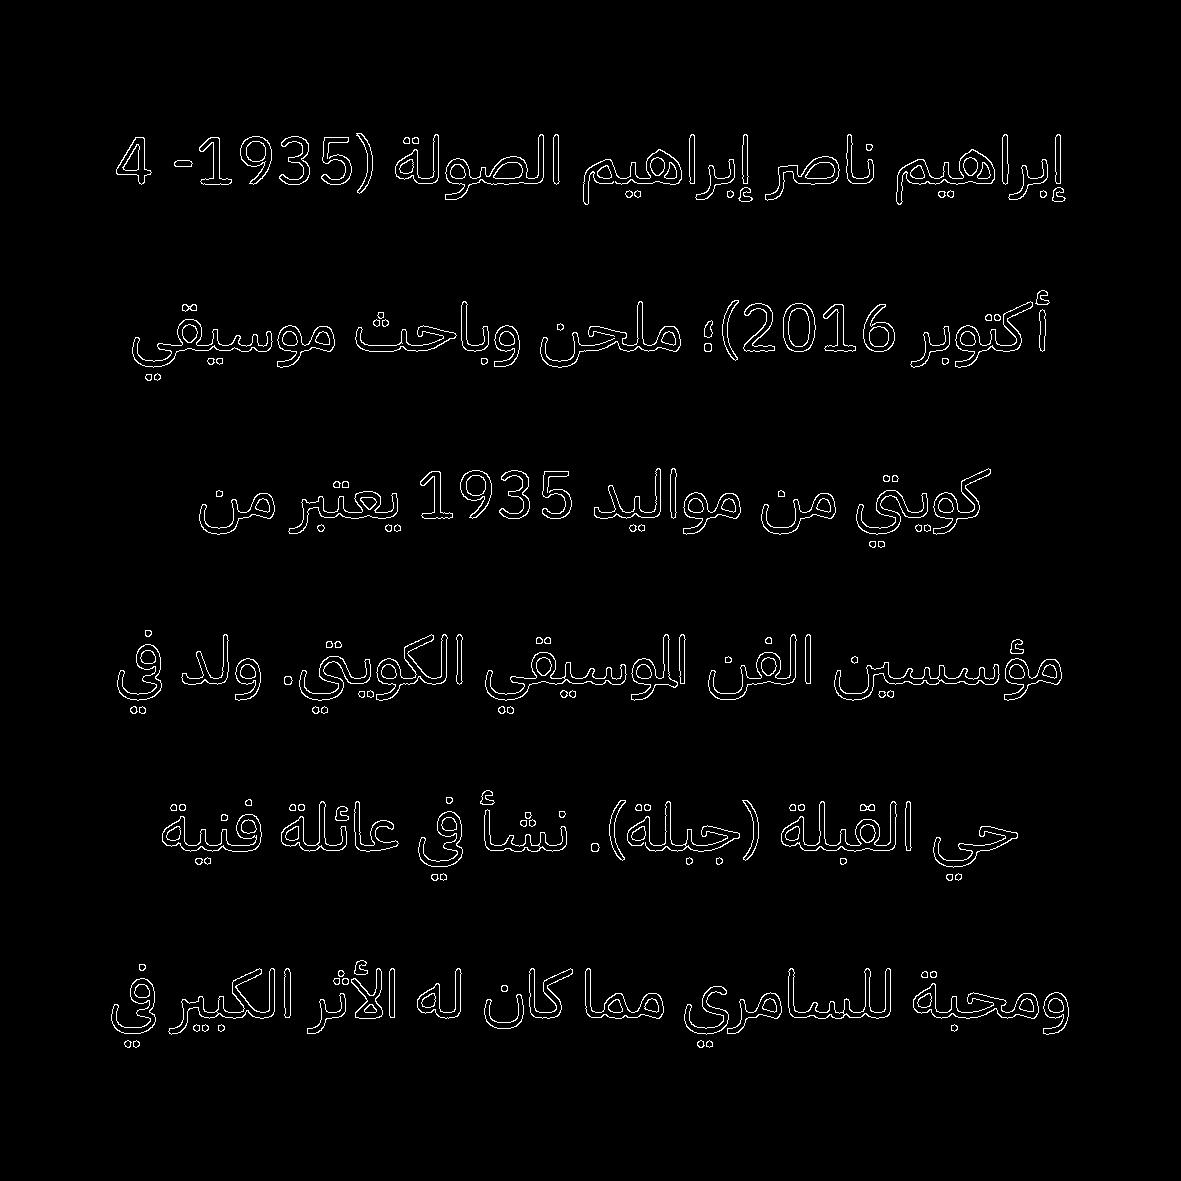 إبراهيم ناصر إبراهيم الصولة (1935- 4
أكتوبر 2016)؛ ملحن وباحث موسيقي
كويتي من مواليد 1935 يعتبر من
مؤسسين الفن الموسيقي الكويتي. ولد في
حي القبلة (جبلة). نشأ في عائلة فنية
ومحبة للسامري مما كان له الأثر الكبير في